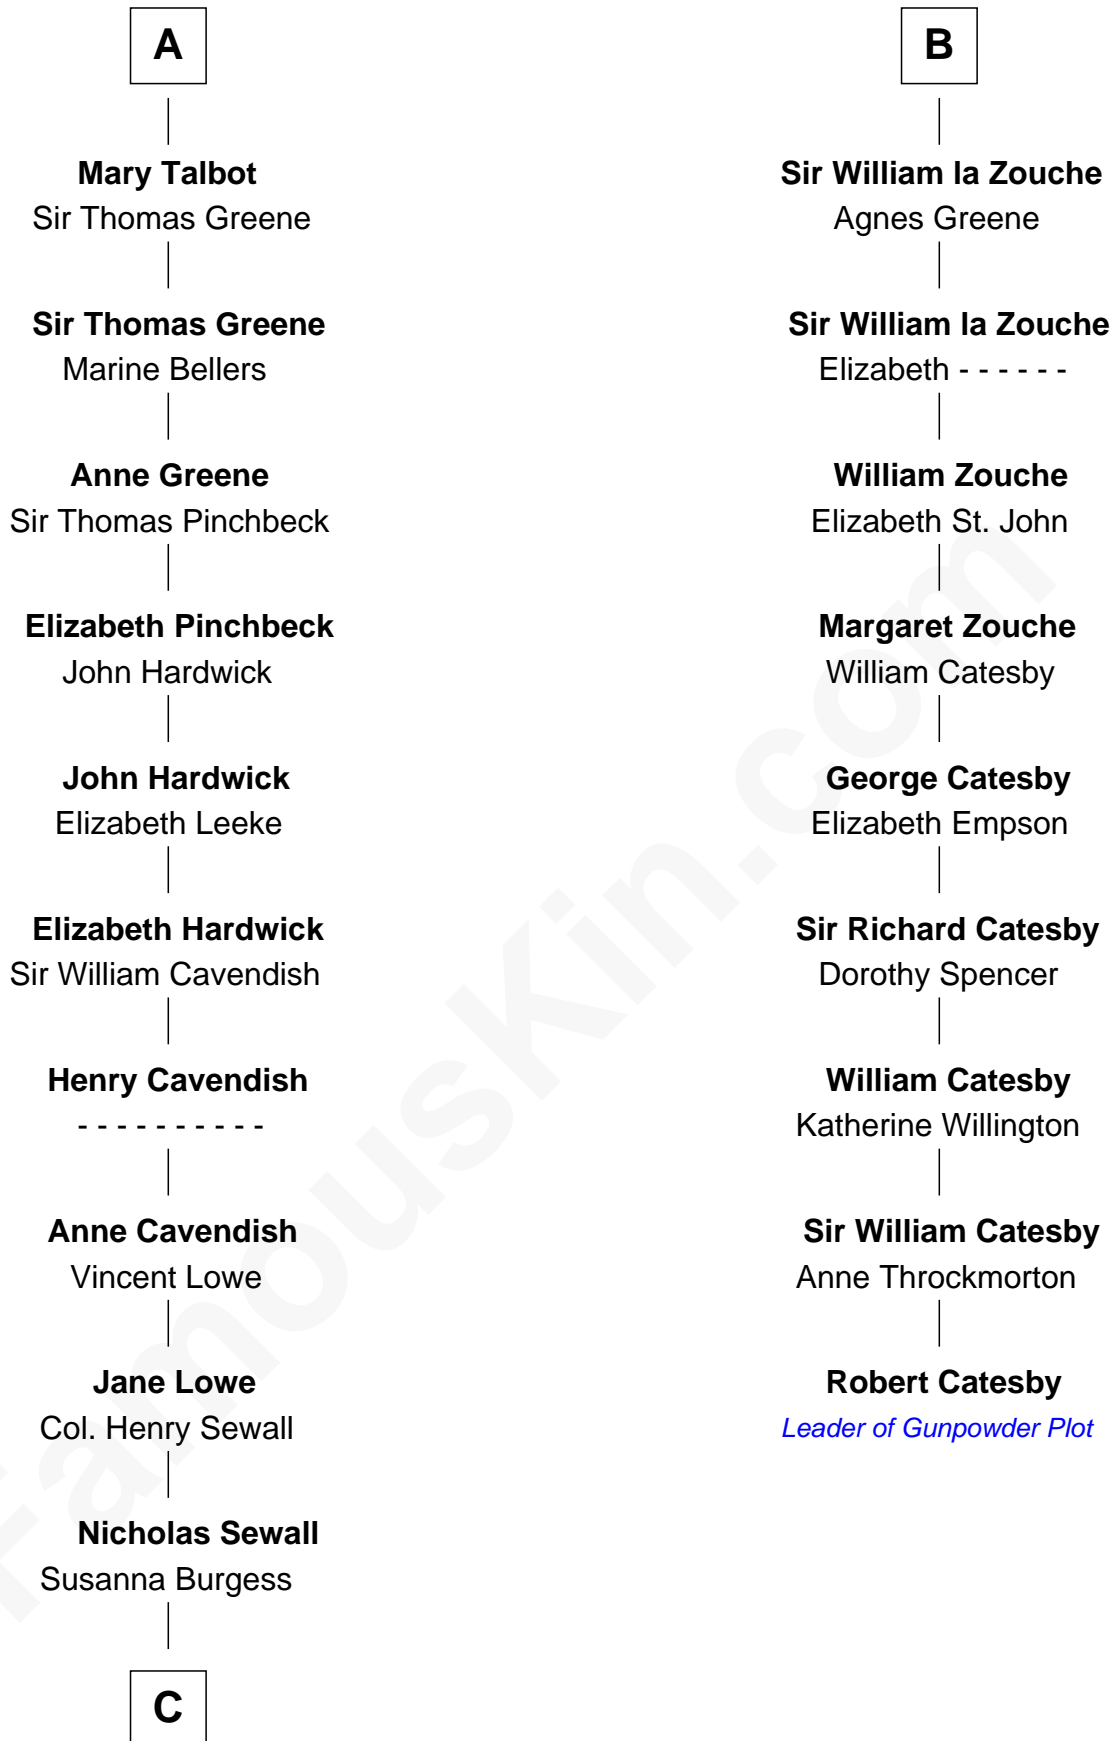 A
Mary Talbot
Sir Thomas Greene
Sir Thomas Greene
Marine Bellers
Anne Greene
Sir Thomas Pinchbeck
Elizabeth Pinchbeck
John Hardwick
John Hardwick
Elizabeth Leeke
Elizabeth Hardwick
Sir William Cavendish
Henry Cavendish
- - - - - - - - - -
Anne Cavendish
Vincent Lowe
Jane Lowe
Col. Henry Sewall
Nicholas Sewall
Susanna Burgess
C
B
Sir William la Zouche
Agnes Greene
Sir William la Zouche
Elizabeth - - - - - -
William Zouche
Elizabeth St. John
Margaret Zouche
William Catesby
George Catesby
Elizabeth Empson
Sir Richard Catesby
Dorothy Spencer
William Catesby
Katherine Willington
Sir William Catesby
Anne Throckmorton
Robert Catesby
Leader of Gunpowder Plot
FamousKin.com